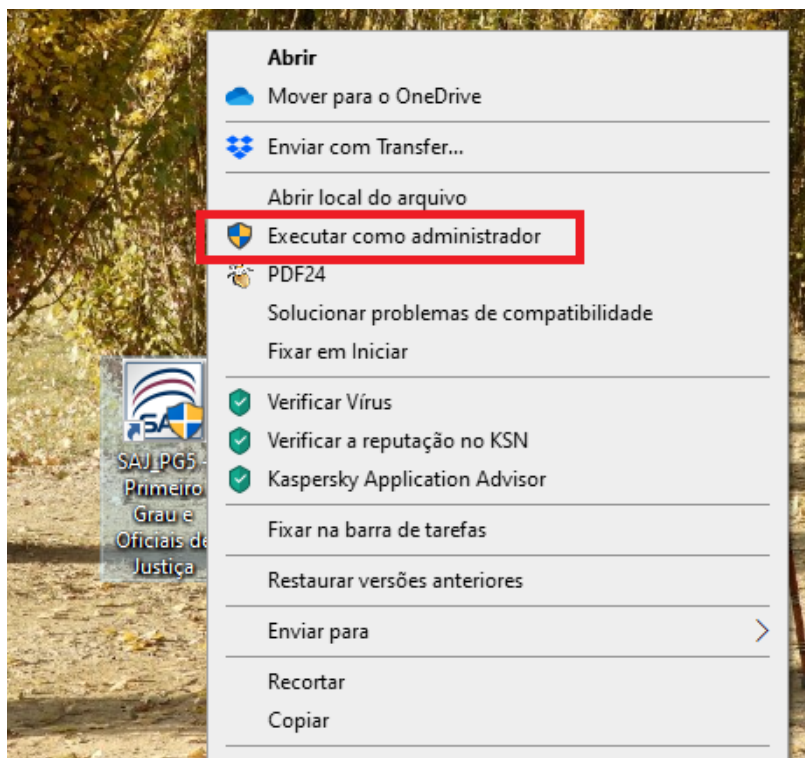 Abrir
Mover para o OneDrive
Enviar com Transfer...
Abrir local do arquivo
Executar como administrador
PDF24
Solucionar problemas de compatibilidade
Fixar em Iniciar
Verificar Vírus
Verificar a reputação no KSN
Kaspersky Application Advisor
Fixar na barra de tarefas
Restaurar versões anteriores
Enviar para
Recortar
Copiar
SA
SAJ_PG5 -
Primeiro
Grau e
Oficiais de
Justiça